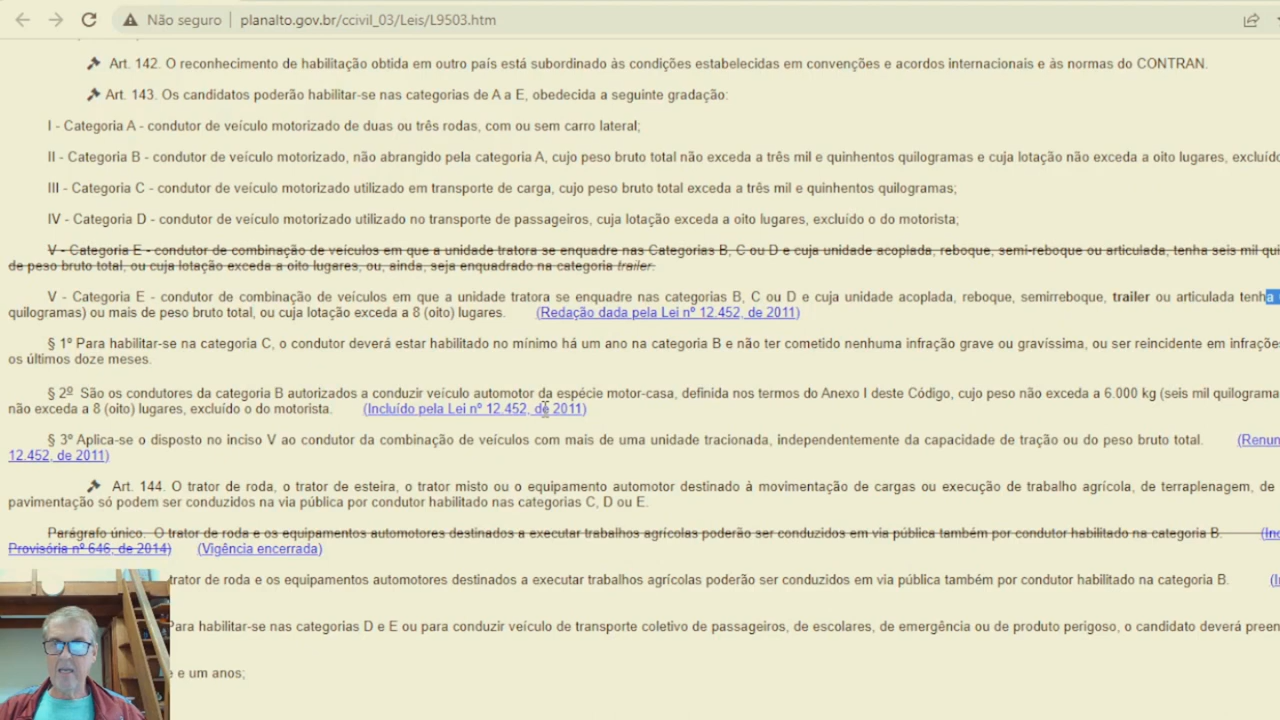 Não seguro planalto.gov.br/ccivil_03/Leis/L9503.htm
Art. 142. O reconhecimento de habilitação obtida em outro país está subordinado às condições estabelecidas em convenções e acordos internacionais e às normas do CONTRAN.
Art. 143. Os candidatos poderão habilitar-se nas categorias de A a E, obedecida a seguinte gradação:
I - Categoria A - condutor de veículo motorizado de duas ou três rodas, com ou sem carro lateral;
II - Categoria B - condutor de veículo motorizado, não abrangido pela categoria A, cujo peso bruto total não exceda a três mil e quinhentos quilogramas e cuja lotação não exceda a oito lugares, excluído
III - Categoria C - condutor de veículo motorizado utilizado em transporte de carga, cujo peso bruto total exceda a três mil e quinhentos quilogramas;
IV - Categoria D - condutor de veículo motorizado utilizado no transporte de passageiros, cuja lotação exceda a oito lugares, excluído o do motorista;
V - Categoria E - condutor de combinação de veículos em que a unidade tratora se enquadre nas Categorias B, C ou D e cuja unidade acoplada, reboque, semi-reboque ou articulada, tenha seis mil qui
de peso bruto total, ou cuja lotação exceda a oito lugares, ou, ainda, seja enquadrado na categoria trailer.
V - Categoria E - condutor de combinação de veículos em que a unidade tratora se enquadre nas categorias B, C ou D e cuja unidade acoplada, reboque, semirreboque, trailer ou articulada tenha
quilogramas) ou mais de peso bruto total, ou cuja lotação exceda a 8 (oito) lugares. (Redação dada pela Lei nº 12.452, de 2011)
§ 1º Para habilitar-se na categoria C, o condutor deverá estar habilitado no mínimo há um ano na categoria B e não ter cometido nenhuma infração grave ou gravíssima, ou ser reincidente em infraçõe
os últimos doze meses.
§ 2º São os condutores da categoria B autorizados a conduzir veículo automotor da espécie motor-casa, definida nos termos do Anexo I deste Código, cujo peso não exceda a 6.000 kg (seis mil quilograma
não exceda a 8 (oito) lugares, excluído o do motorista. (Incluído pela Lei nº 12.452, de 2011)
§ 3º Aplica-se o disposto no inciso V ao condutor da combinação de veículos com mais de uma unidade tracionada, independentemente da capacidade de tração ou do peso bruto total. (Renun
12.452, de 2011)
Art. 144. O trator de roda, o trator de esteira, o trator misto ou o equipamento automotor destinado à movimentação de cargas ou execução de trabalho agrícola, de terraplenagem, de
pavimentação só podem ser conduzidos na via pública por condutor habilitado nas categorias C, D ou E.
Parágrafo único. O trator de roda e os equipamentos automotores destinados a executar trabalhos agrícolas poderão ser conduzidos em via pública também por condutor habilitado na categoria B. (Inc
Provisória nº 646, de 2014) (Vigência encerrada)
trator de roda e os equipamentos automotores destinados a executar trabalhos agrícolas poderão ser conduzidos em via pública também por condutor habilitado na categoria B. (I
Para habilitar-se nas categorias D e E ou para conduzir veículo de transporte coletivo de passageiros, de escolares, de emergência ou de produto perigoso, o candidato deverá preen
e e um anos;